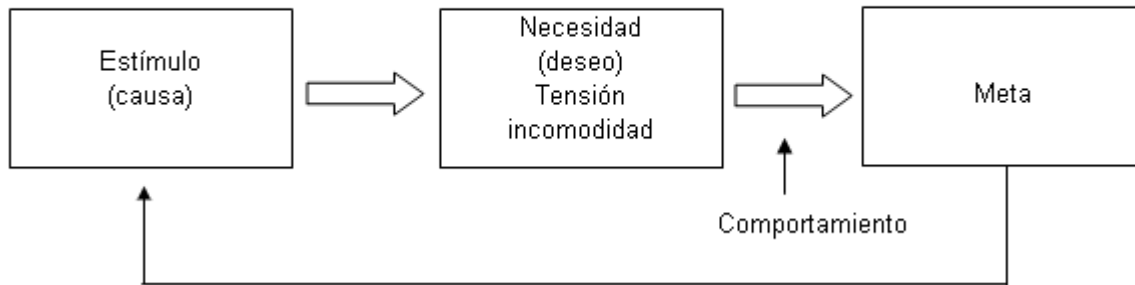 Estímulo
(causa)
Necesidad
(deseo)
Tensión
incomodidad
Meta
Comportamiento